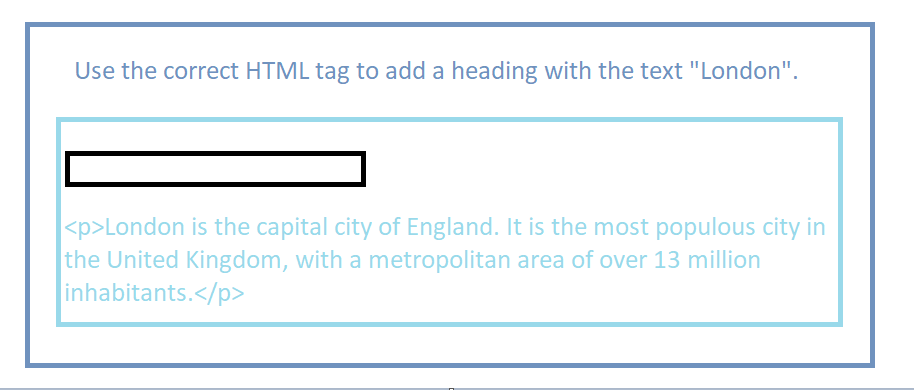 Use the correct HTML tag to add a heading with the text "London".
<p>London is the capital city of England. It is the most populous city in
the United Kingdom, with a metropolitan area of over 13 million
inhabitants.</p>